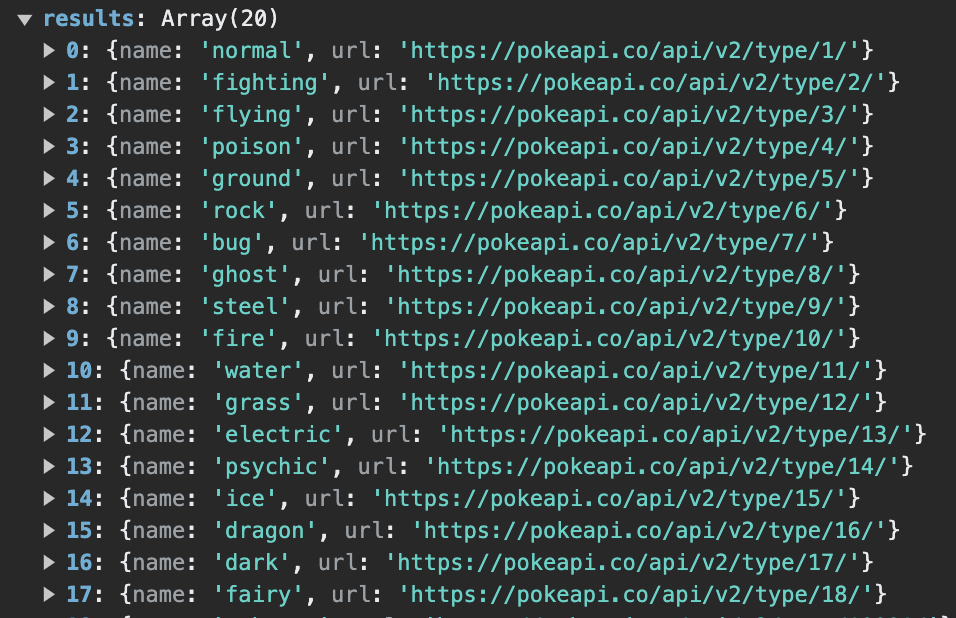 ▼ results: Array(20)
▶ 0: {name: 'normal', url: 'https://pokeapi.co/api/v2/type/1/'}
▶ 1: {name: 'fighting', url: 'https://pokeapi.co/api/v2/type/2/'}
▶ 2: {name: 'flying', url: 'https://pokeapi.co/api/v2/type/3/'}
▶ 3: {name: 'poison', url: 'https://pokeapi.co/api/v2/type/4/'}
▶ 4: {name: 'ground', url: 'https://pokeapi.co/api/v2/type/5/'}
▶ 5: {name: 'rock', url: 'https://pokeapi.co/api/v2/type/6/'}
▶ 6: {name: 'bug', url: 'https://pokeapi.co/api/v2/type/7/'}
▶ 7: {name: 'ghost', url: 'https://pokeapi.co/api/v2/type/8/'}
▶ 8: {name: 'steel', url: 'https://pokeapi.co/api/v2/type/9/'}
▶ 9: {name: 'fire', url: 'https://pokeapi.co/api/v2/type/10/'}
▶ 10: {name: 'water', url: 'https://pokeapi.co/api/v2/type/11/'}
▶ 11: {name: 'grass', url: 'https://pokeapi.co/api/v2/type/12/'}
▶ 12: {name: 'electric', url: 'https://pokeapi.co/api/v2/type/13/'}
▶ 13: {name: 'psychic', url: 'https://pokeapi.co/api/v2/type/14/'}
▶ 14: {name: 'ice', url: 'https://pokeapi.co/api/v2/type/15/'}
▶ 15: {name: 'dragon', url: 'https://pokeapi.co/api/v2/type/16/'}
▶ 16: {name: 'dark', url: 'https://pokeapi.co/api/v2/type/17/'}
▶ 17: {name: 'fairy', url: 'https://pokeapi.co/api/v2/type/18/'}